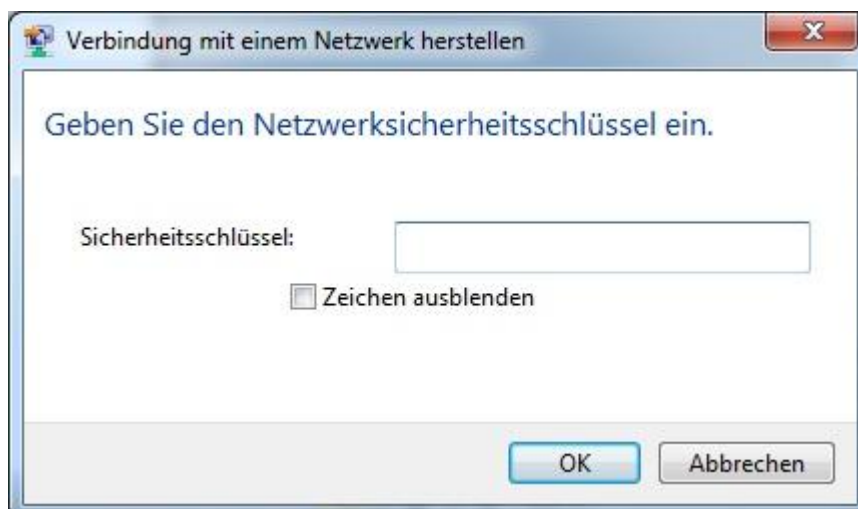 Verbindung mit einem Netzwerk herstellen
Geben Sie den Netzwerksicherheitsschlüssel ein.
Sicherheitsschlüssel:
Zeichen ausblenden
OK Abbrechen